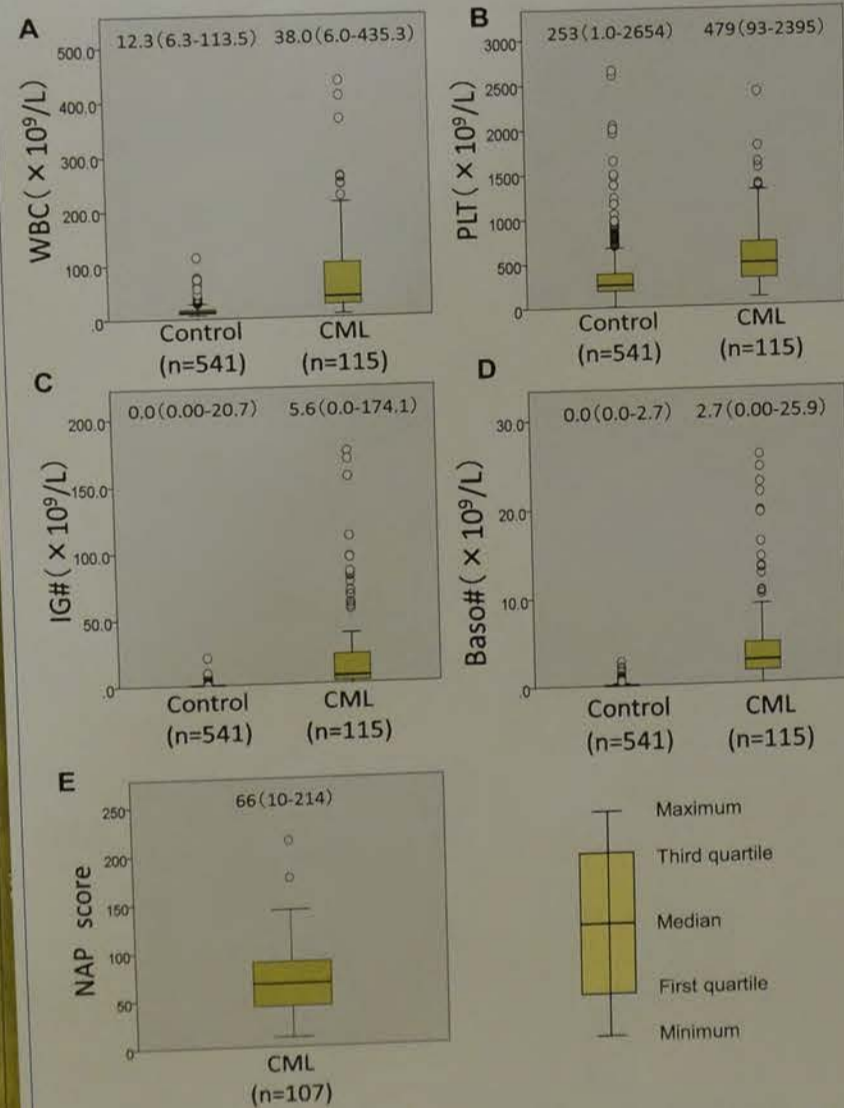 A
WBC(×10⁹/L)
12.3(6.3-113.5) 38.0(6.0-435.3)
500.0
400.0
300.0
200.0
100.0
.0
Control CML
(n=541) (n=115)
B
PLT(×10⁹/L)
253(1.0-2654) 479(93-2395)
3000
2500
2000
1500
1000
500
0
Control CML
(n=541) (n=115)
C
IG#(×10⁹/L)
0.0(0.00-20.7) 5.6(0.0-174.1)
200.0
150.0
100.0
50.0
.0
Control CML
(n=541) (n=115)
D
Baso#(×10⁹/L)
0.0(0.0-2.7) 2.7(0.00-25.9)
30.0
20.0
10.0
.0
Control CML
(n=541) (n=115)
E
NAP score
66(10-214)
250
200
150
100
50
0
CML
(n=107)
Maximum
Third quartile
Median
First quartile
Minimum